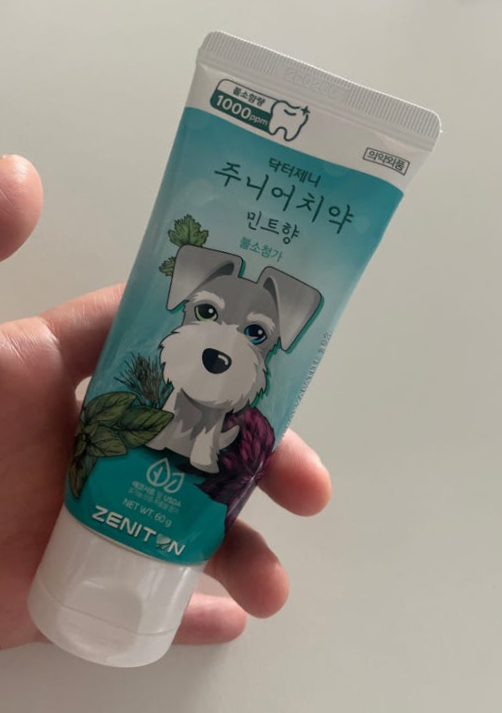 불소함량
1000ppm
의약외품
닥터제니
주니어치약
민트향
불소첨가
NET WT. 60 g
ZENITON